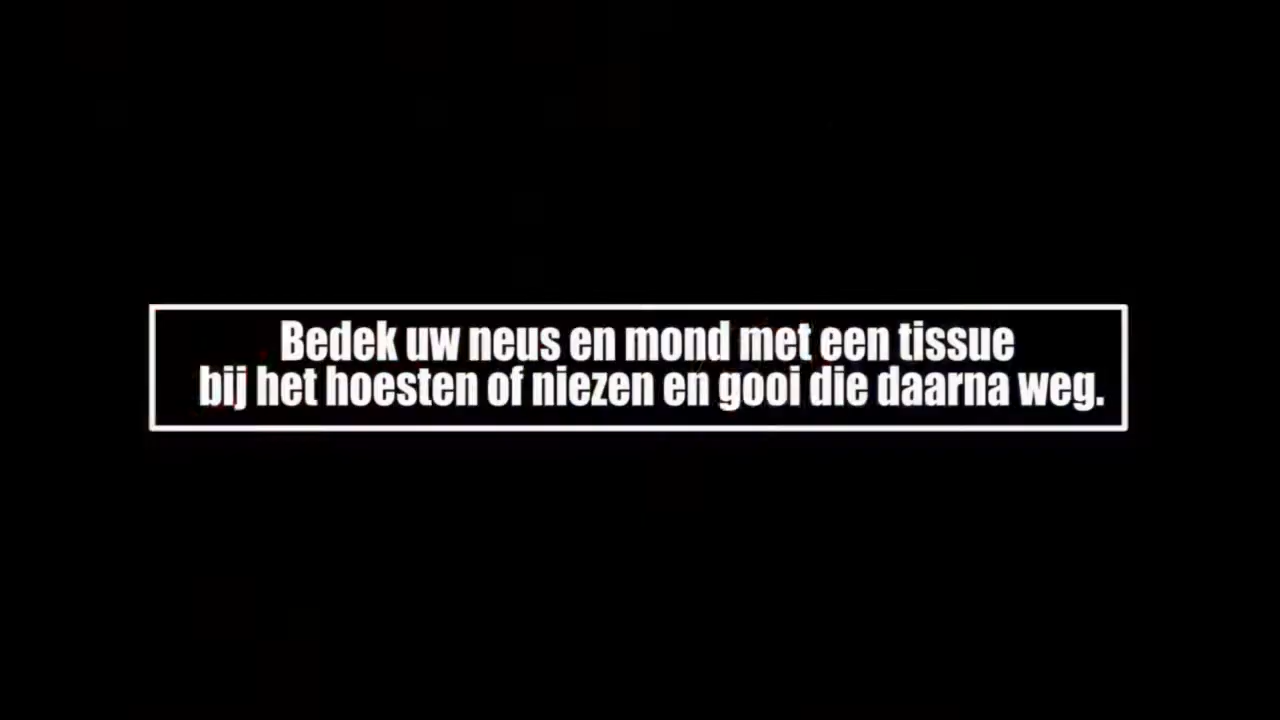 Bedek uw neus en mond met een tissue
bij het hoesten of niezen en gooi die daarna weg.